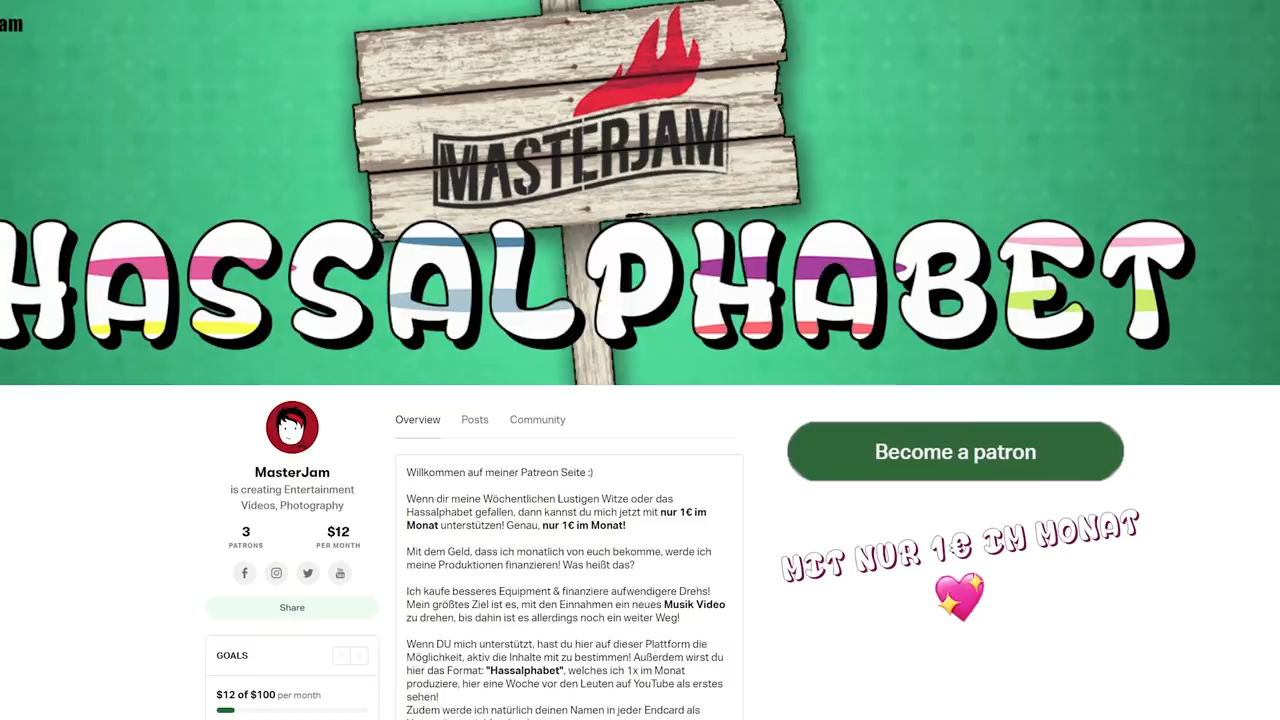 am
MASTERJAM
HASSALPHABET
MasterJam
is creating Entertainment
Videos, Photography
3
PATRONS
$12
PER MONTH
Share
GOALS
$12 of $100 per month
Overview
Posts
Community
Willkommen auf meiner Patreon Seite :)
Wenn dir meine Wöchentlichen Lustigen Witze oder das
Hassalphabet gefallen, dann kannst du mich jetzt mit nur 1€ im
Monat unterstützen! Genau, nur 1€ im Monat!
Mit dem Geld, dass ich monatlich von euch bekomme, werde ich
meine Produktionen finanzieren! Was heißt das?
Ich kaufe besseres Equipment & finanziere aufwendigere Drehs!
Mein größtes Ziel ist es, mit den Einnahmen ein neues Musik Video
zu drehen, bis dahin ist es allerdings noch ein weiter Weg!
Wenn DU mich unterstützt, hast du hier auf dieser Plattform die
Möglichkeit, aktiv die Inhalte mit zu bestimmen! Außerdem wirst du
hier das Format: "Hassalphabet", welches ich 1x im Monat
produziere, hier eine Woche vor den Leuten auf YouTube als erstes
sehen!
Zudem werde ich natürlich deinen Namen in jeder Endcard als
Become a patron
MIT NUR 1€ IM MONAT